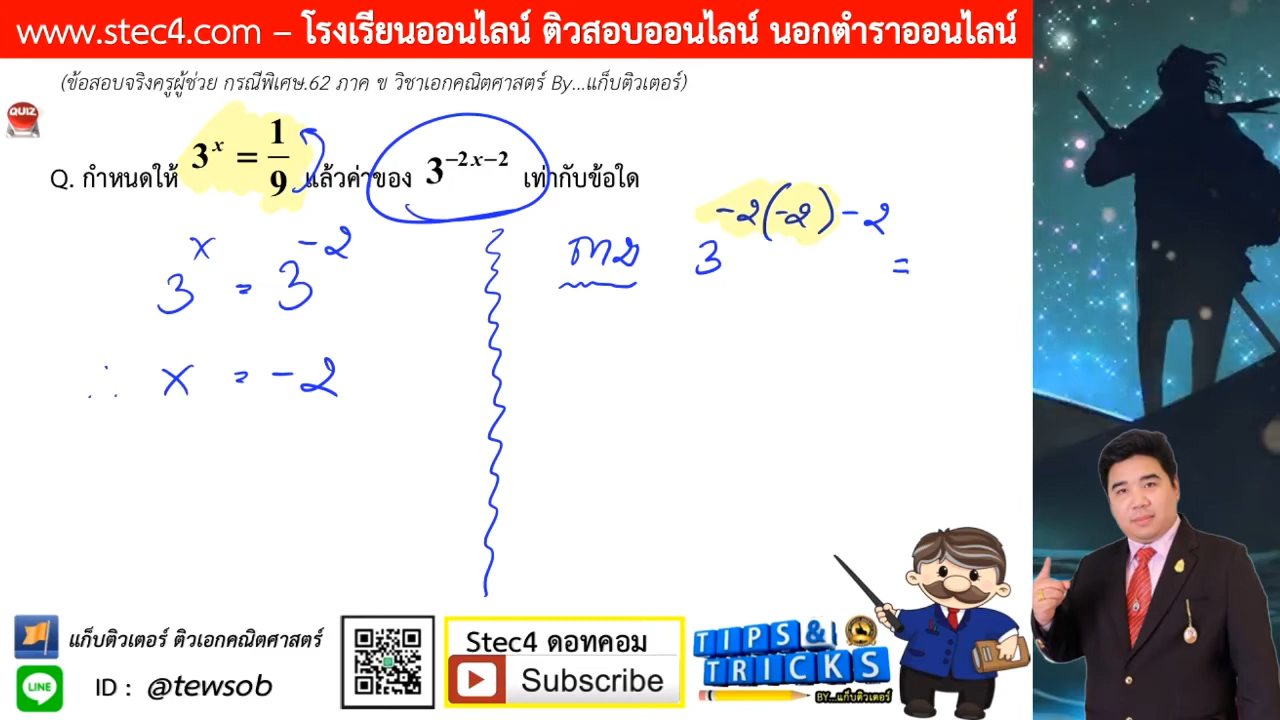 www.stec4.com – โรงเรียนออนไลน์ ติวสอบออนไลน์ นอกตำราออนไลน์
(ข้อสอบจริงครูผู้ช่วย กรณีพิเศษ.62 ภาค ข วิชาเอกคณิตศาสตร์ By...แก็บติวเตอร์)
QUIZ
Q. กำหนดให้ 3^x = 1/9 แล้วค่าของ 3^{-2x-2} เท่ากับข้อใด
3^x = 3^{-2}
∴ x = -2
3^{-2(-2)-2} =
แก็บติวเตอร์ ติวเอกคณิตศาสตร์
LINE ID : @tewsob
Stec4 ดอทคอม
Subscribe
TIPS &
TRICKS
BY...แก็บติวเตอร์